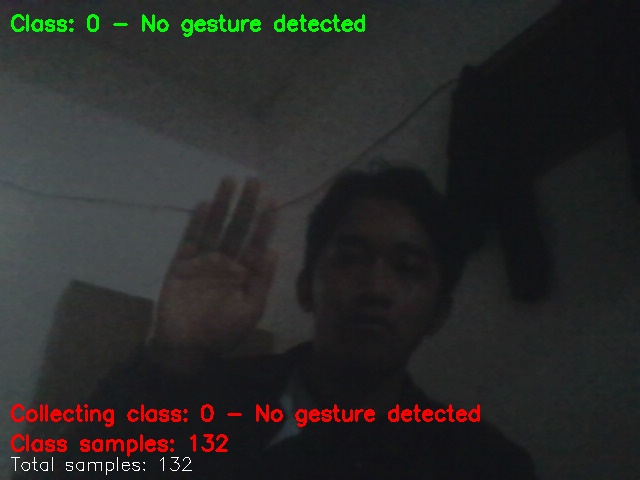 Class: 0 - No gesture detected
Collecting class: 0 - No gesture detected
Class samples: 132
Total samples: 132